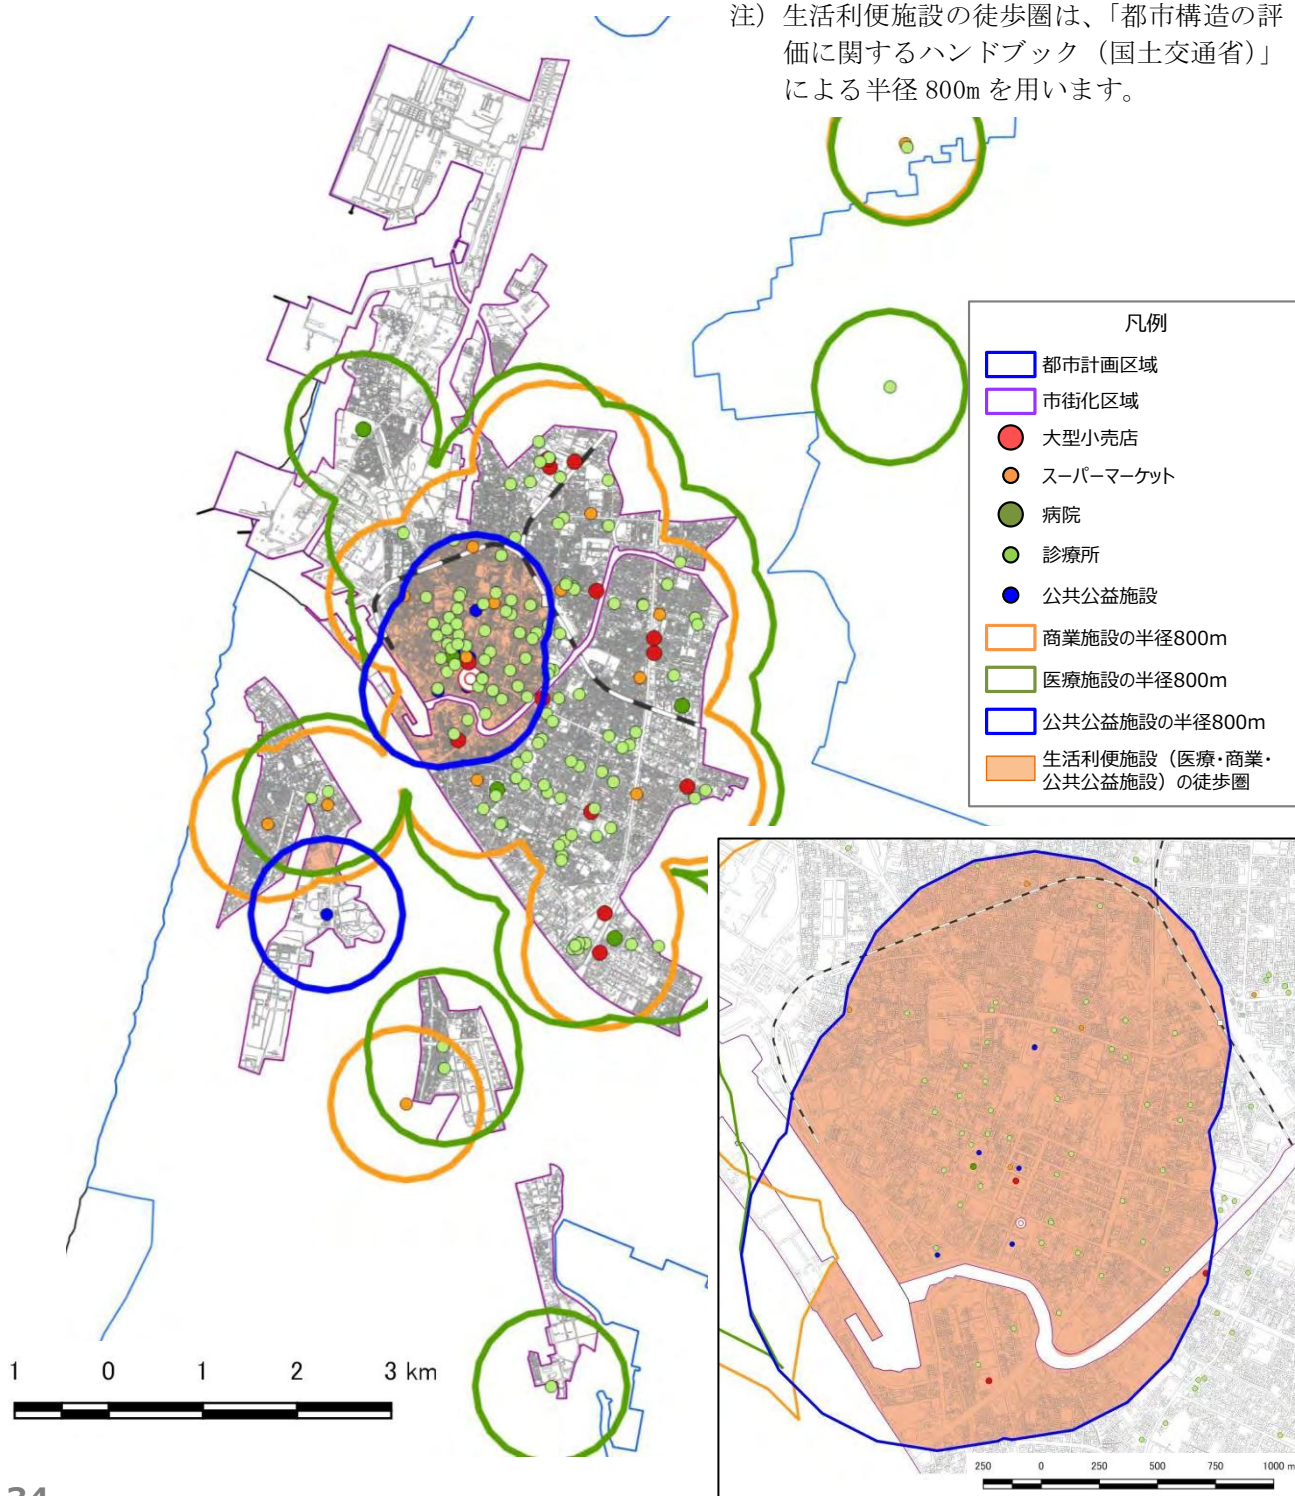 注）生活利便施設の徒歩圏は、「都市構造の評
価に関するハンドブック（国土交通省）」
による半径 800m を用います。
凡例
都市計画区域
市街化区域
大型小売店
スーパーマーケット
病院
診療所
公共公益施設
商業施設の半径800m
医療施設の半径800m
公共公益施設の半径800m
生活利便施設（医療・商業・
公共公益施設）の徒歩圏
1 0 1 2 3 km
250 0 250 500 750 1000 m
34